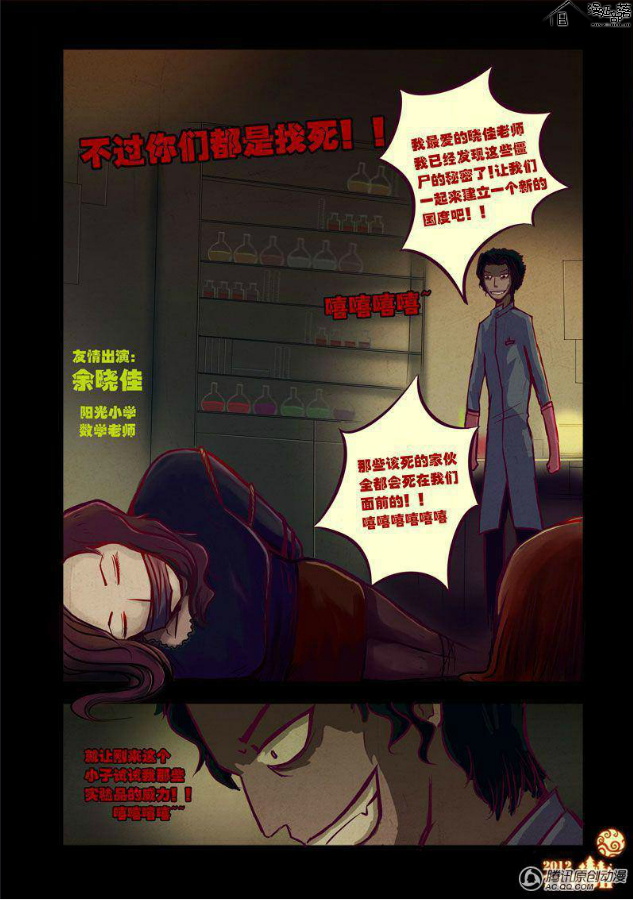 漫征部落
不过你们都是找死！！
我最爱的晓佳老师
我已经发现这些僵
尸的秘密了！让我们
一起来建立一个新的
国度吧！！
嘻嘻嘻嘻~
友情出演：
余晓佳
阳光小学
数学老师
那些该死的家伙
全都会死在我们
面前的！！
嘻嘻嘻嘻嘻嘻
就让刚来这个
小子试试我那些
实验品的威力！！
嘻嘻嘻嘻~~
2012
腾讯原创动漫
AC.QQ.COM